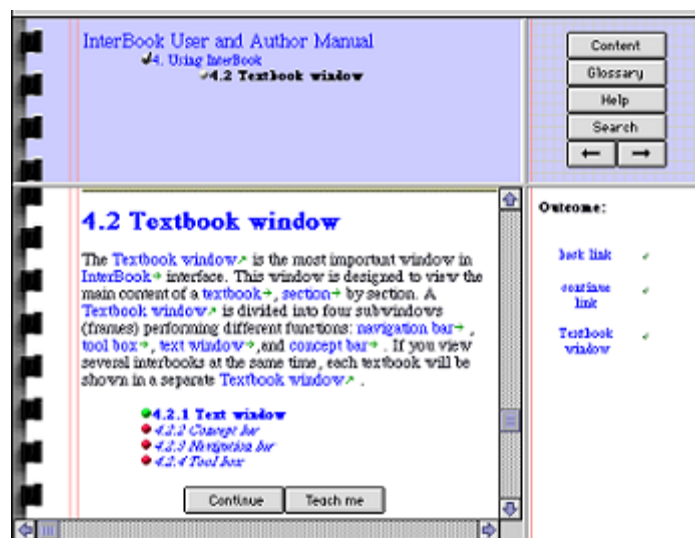 InterBook User and Author Manual
4. Using InterBook
4.2 Textbook window
Content
Glossary
Help
Search
← →
4.2 Textbook window
The Textbook window↗ is the most important window in
InterBook→ interface. This window is designed to view the
main content of a textbook→, section→ by section. A
Textbook window↗ is divided into four subwindows
(frames) performing different functions: navigation bar→ ,
tool box→, text window→,and concept bar→ . If you view
several interbooks at the same time, each textbook will be
shown in a separate Textbook window↗ .
4.2.1 Text window
4.2.2 Concept bar
4.2.3 Navigation bar
4.2.4 Tool box
Continue Teach me
Outcome:
back link
continue
link
Textbook
window